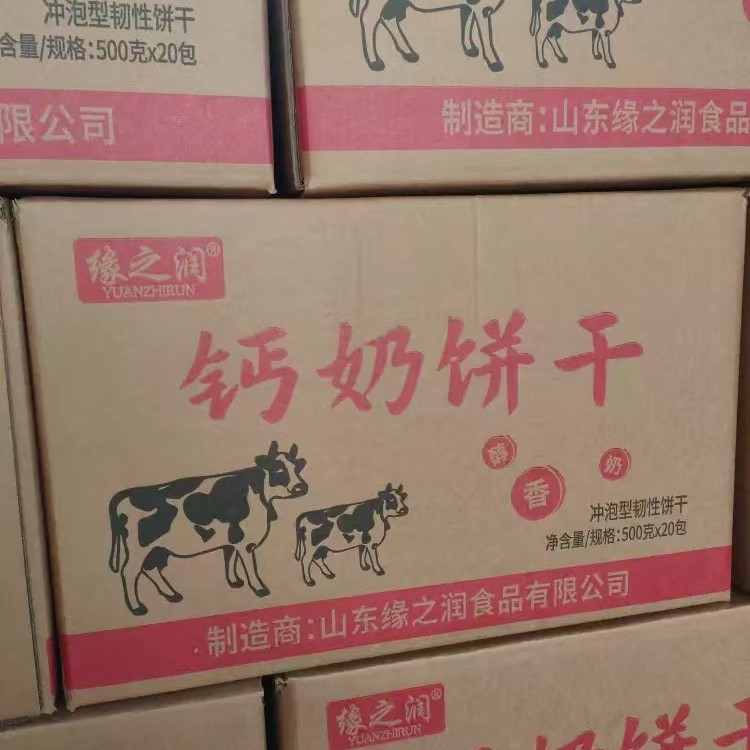 冲泡型韧性饼干
含量/规格:500克x20包
限公司
制造商:山东缘之润食品
缘之润®
YUANZHIRUN
钙奶饼干
醇
香
奶
冲泡型韧性饼干
净含量/规格:500克x20包
制造商:山东缘之润食品有限公司
缘之润®
YUANZHIRUN